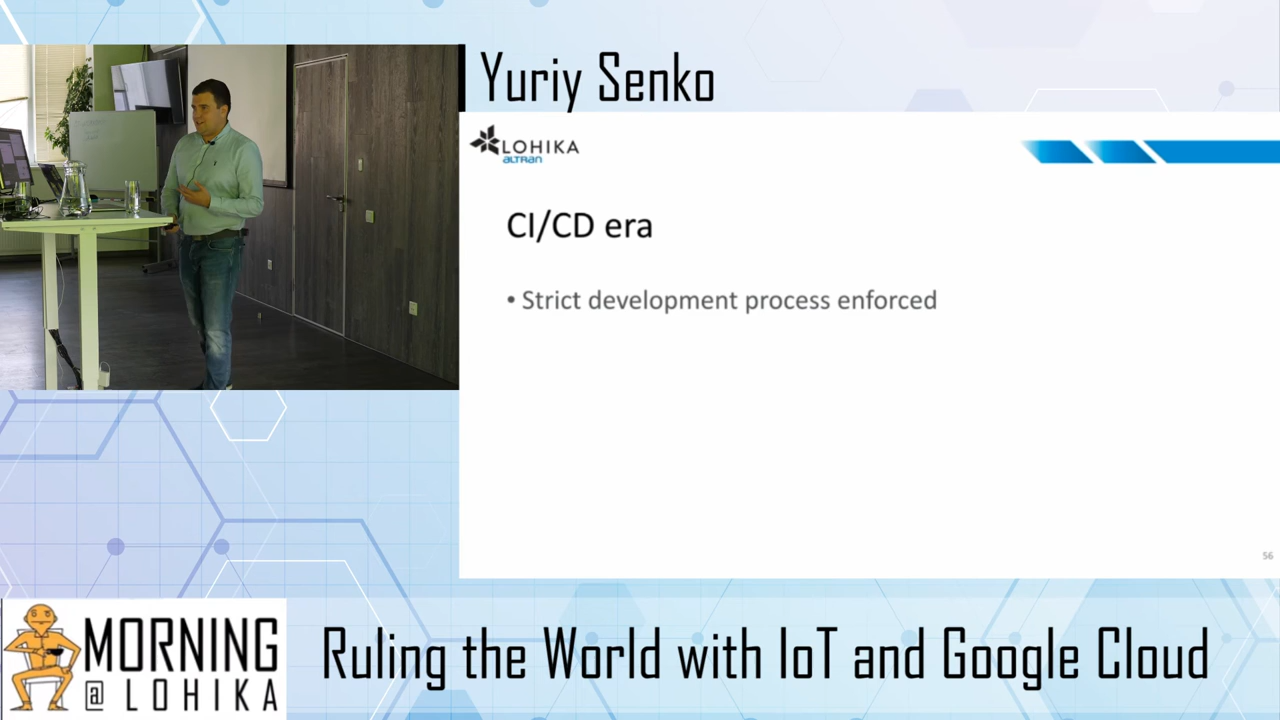 Yuriy Senko
LOHIKA
altran
CI/CD era
• Strict development process enforced
56
MORNING
@ LOHIKA
Ruling the World with IoT and Google Cloud